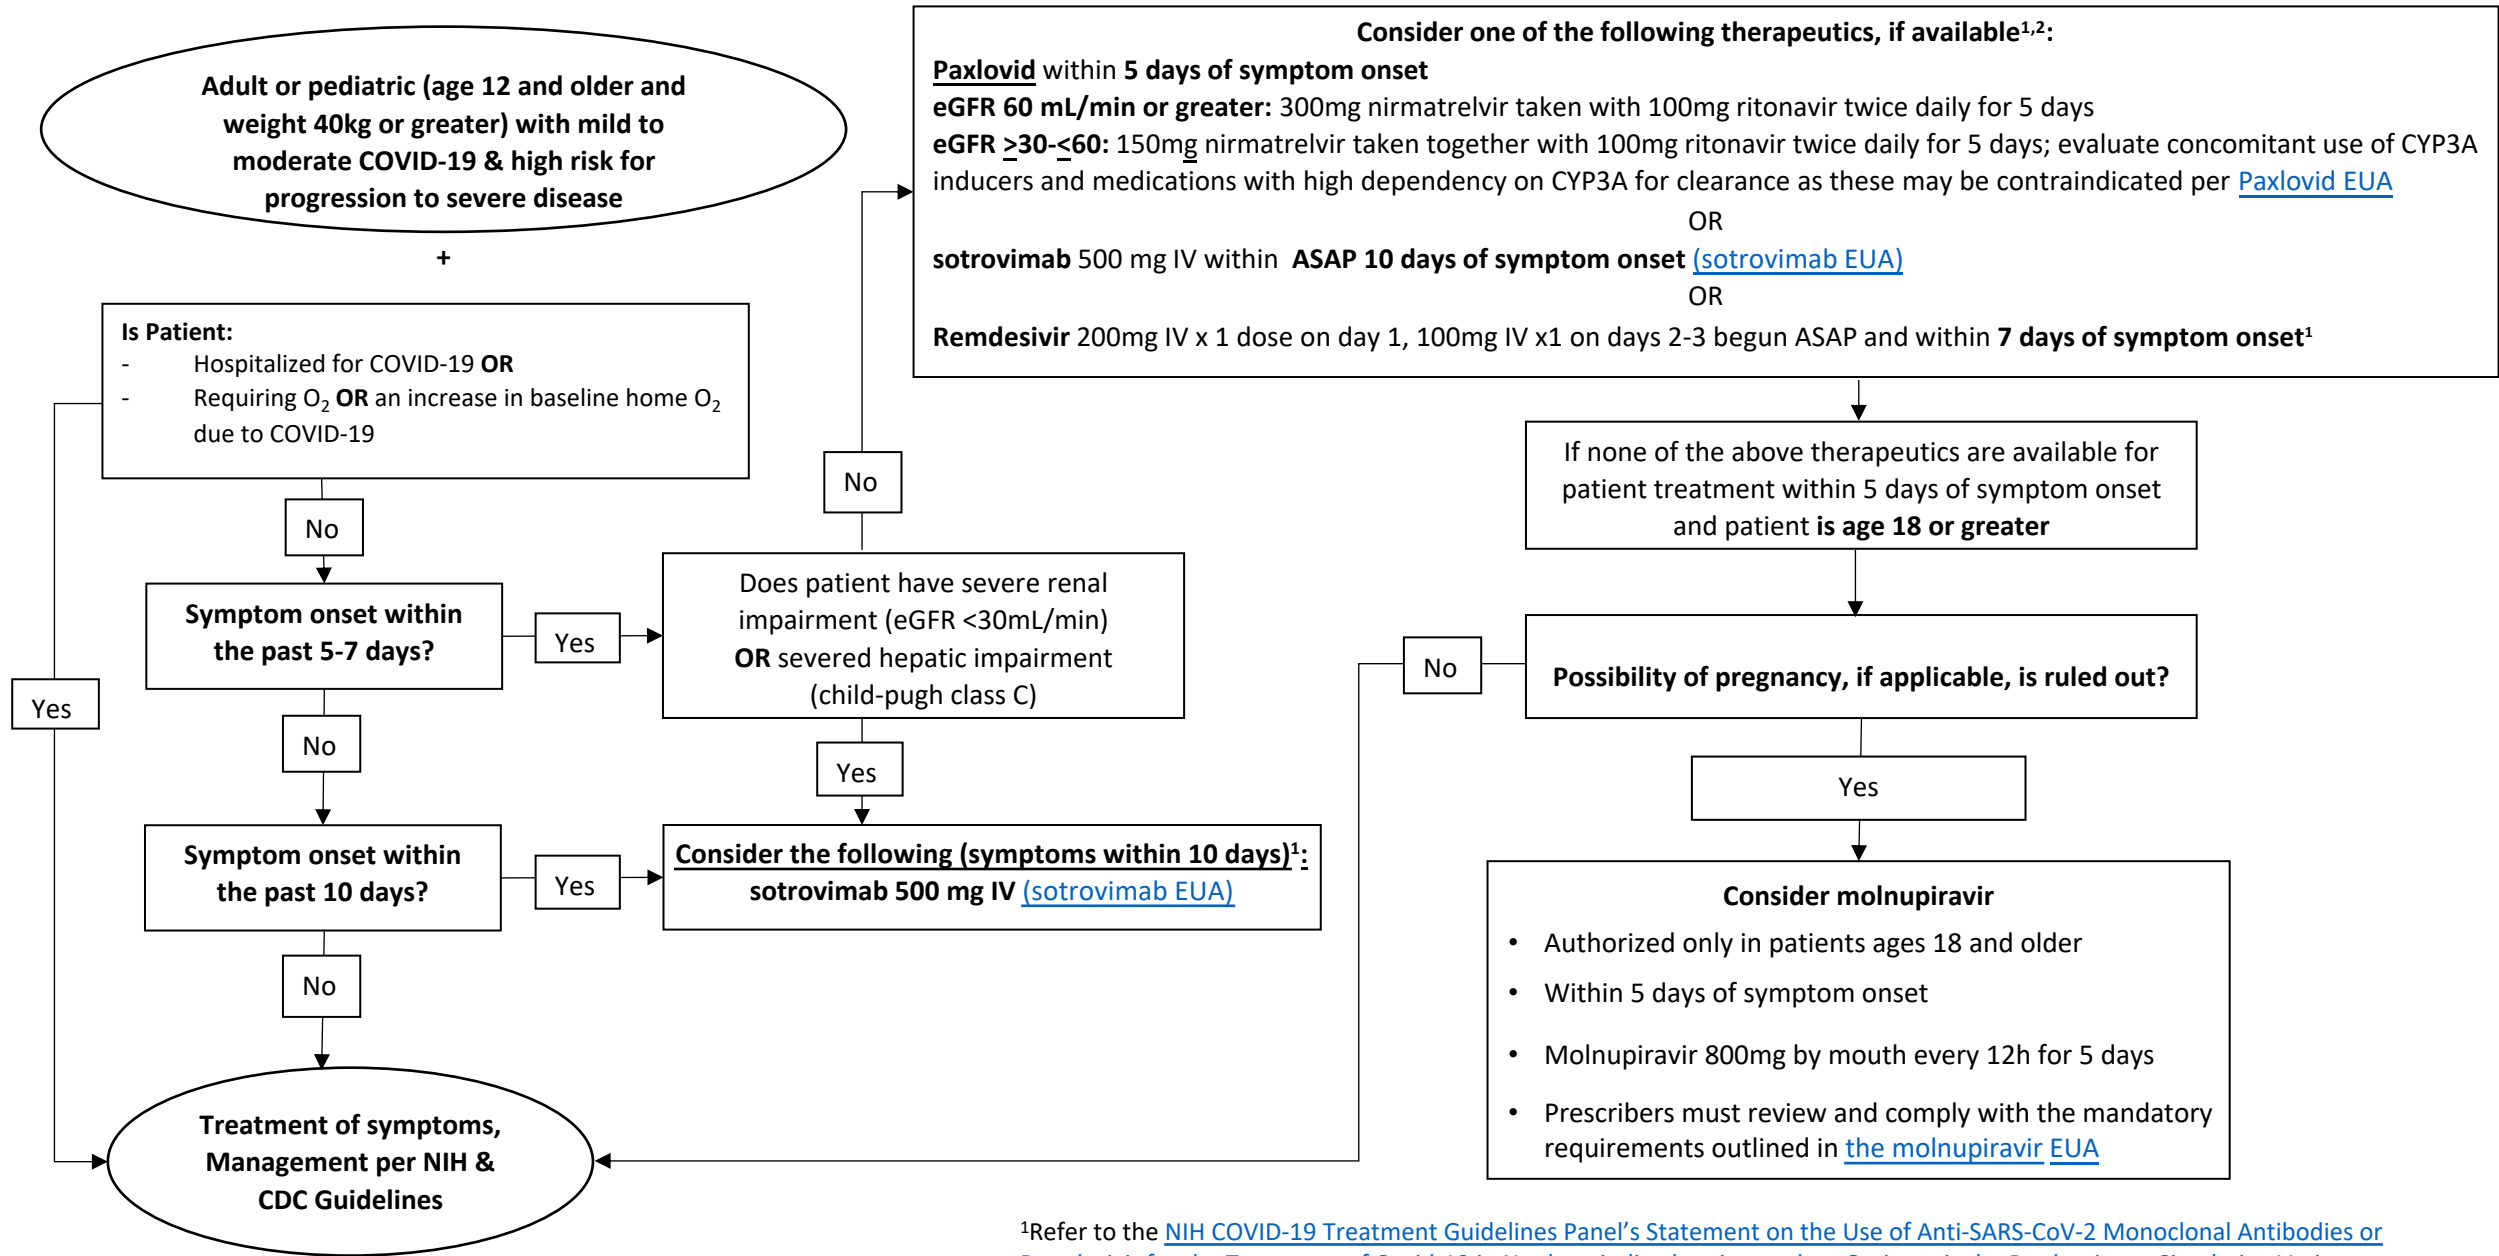 Adult or pediatric (age 12 and older and
weight 40kg or greater) with mild to
moderate COVID-19 & high risk for
progression to severe disease
+
Is Patient:
- Hospitalized for COVID-19 OR
- Requiring O2 OR an increase in baseline home O2
due to COVID-19
Yes
No
Symptom onset within
the past 5-7 days?
Yes
No
Symptom onset within
the past 10 days?
Yes
No
Treatment of symptoms,
Management per NIH &
CDC Guidelines
Does patient have severe renal
impairment (eGFR <30mL/min)
OR severed hepatic impairment
(child-pugh class C)
No
Yes
Consider the following (symptoms within 10 days)1:
sotrovimab 500 mg IV (sotrovimab EUA)
Consider one of the following therapeutics, if available1,2:
Paxlovid within 5 days of symptom onset
eGFR 60 mL/min or greater: 300mg nirmatrelvir taken with 100mg ritonavir twice daily for 5 days
eGFR >30-<60: 150mg nirmatrelvir taken together with 100mg ritonavir twice daily for 5 days; evaluate concomitant use of CYP3A
inducers and medications with high dependency on CYP3A for clearance as these may be contraindicated per Paxlovid EUA
OR
sotrovimab 500 mg IV within ASAP 10 days of symptom onset (sotrovimab EUA)
OR
Remdesivir 200mg IV x 1 dose on day 1, 100mg IV x1 on days 2-3 begun ASAP and within 7 days of symptom onset1
If none of the above therapeutics are available for
patient treatment within 5 days of symptom onset
and patient is age 18 or greater
No
Possibility of pregnancy, if applicable, is ruled out?
Yes
Consider molnupiravir
• Authorized only in patients ages 18 and older
• Within 5 days of symptom onset
• Molnupiravir 800mg by mouth every 12h for 5 days
• Prescribers must review and comply with the mandatory
requirements outlined in the molnupiravir EUA
1Refer to the NIH COVID-19 Treatment Guidelines Panel's Statement on the Use of Anti-SARS-CoV-2 Monoclonal Antibodies or